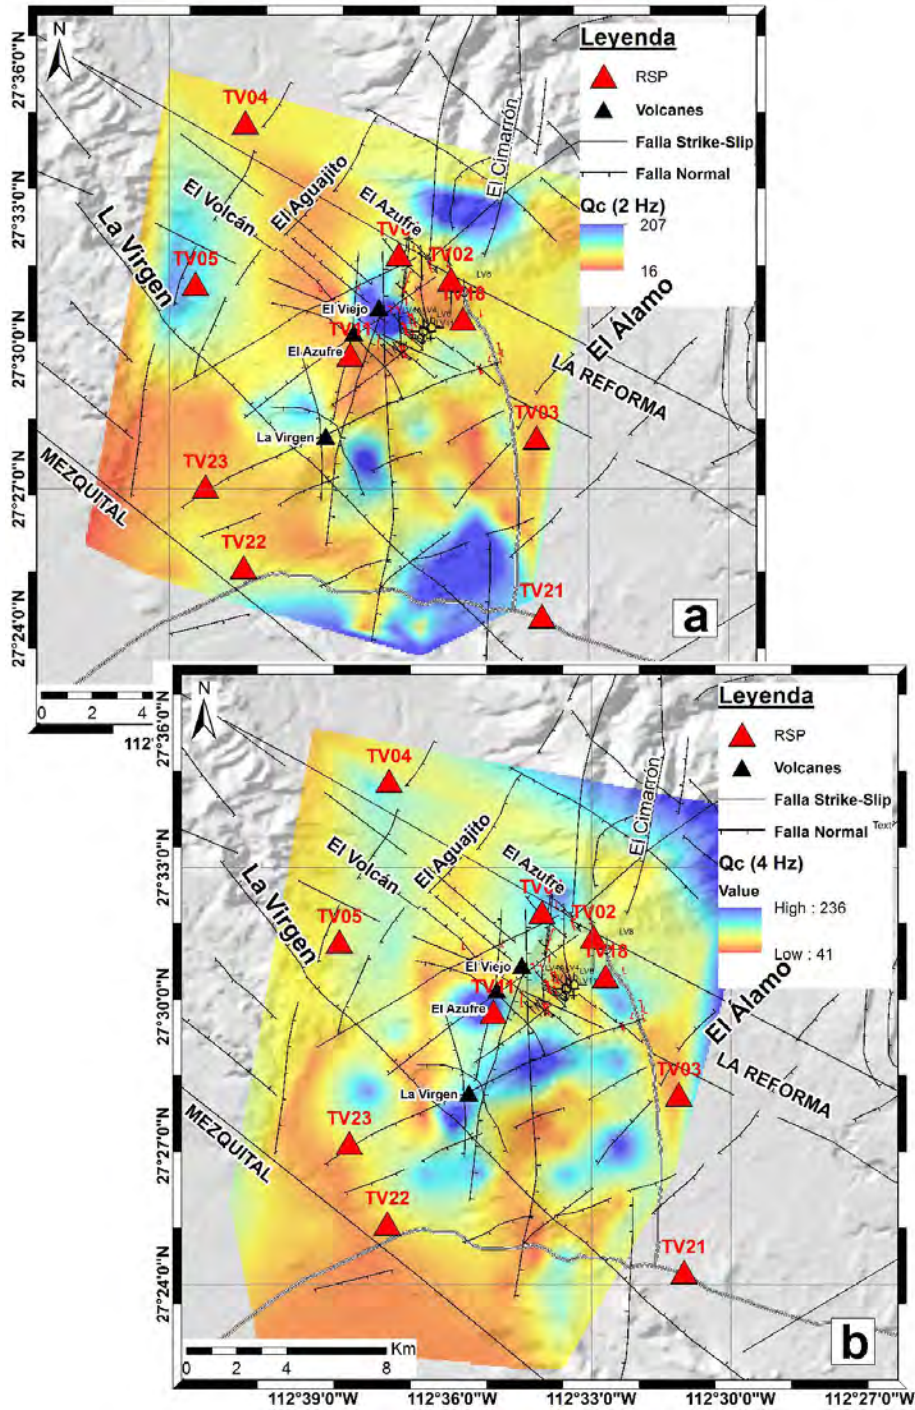 N
Leyenda
RSP
Volcanes
Falla Strike-Slip
Falla Normal
Qc (2 Hz)
207
16
27°36'0"N
27°33'0"N
27°30'0"N
27°27'0"N
27°24'0"N
TV04
El Cimarrón
El Aguajito
El Volcán
El Azufre
La Virgen
TV05
TV02
TV18
El Viejo
TV11
El Azufre
El Álamo
LA REFORMA
TV03
La Virgen
TV23
MEZQUITAL
TV22
TV21
a
0 2 4
112°
N
Leyenda
RSP
Volcanes
Falla Strike-Slip
Falla Normal Text
Qc (4 Hz)
Value
High : 236
Low : 41
27°36'0"N
27°33'0"N
27°30'0"N
27°27'0"N
27°24'0"N
TV04
El Cimarrón
El Aguajito
El Volcán
El Azufre
La Virgen
TV05
TV02
LV8
TV18
El Viejo
TV11
El Azufre
El Álamo
LA REFORMA
TV03
La Virgen
TV23
MEZQUITAL
TV22
TV21
b
Km
0 2 4 8
112°39'0"W 112°36'0"W 112°33'0"W 112°30'0"W 112°27'0"W